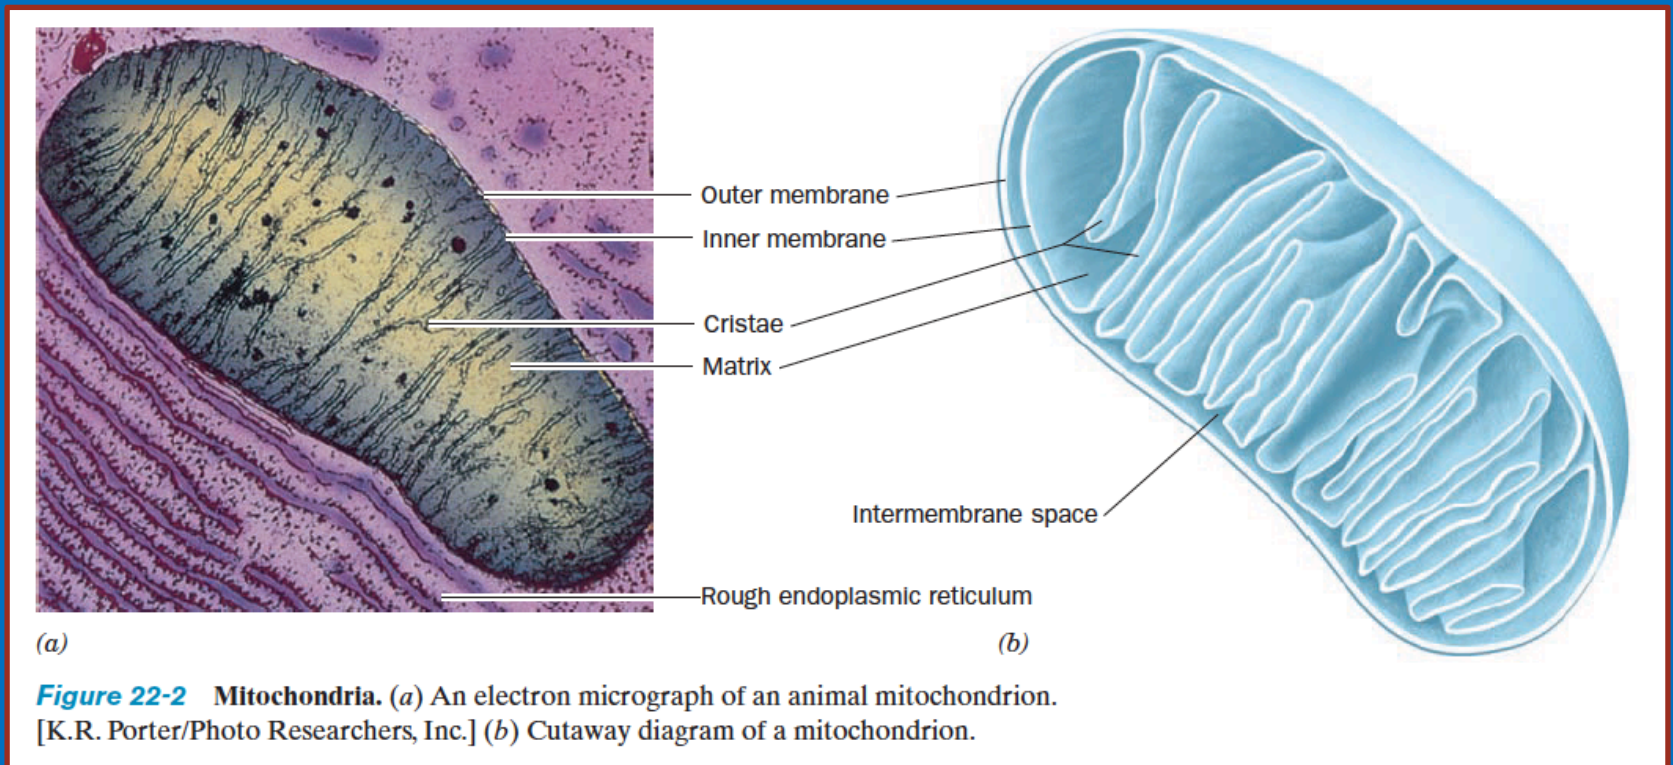 Outer membrane
Inner membrane
Cristae
Matrix
Intermembrane space
Rough endoplasmic reticulum
(a)
(b)
Figure 22-2 Mitochondria. (a) An electron micrograph of an animal mitochondrion.
[K.R. Porter/Photo Researchers, Inc.] (b) Cutaway diagram of a mitochondrion.